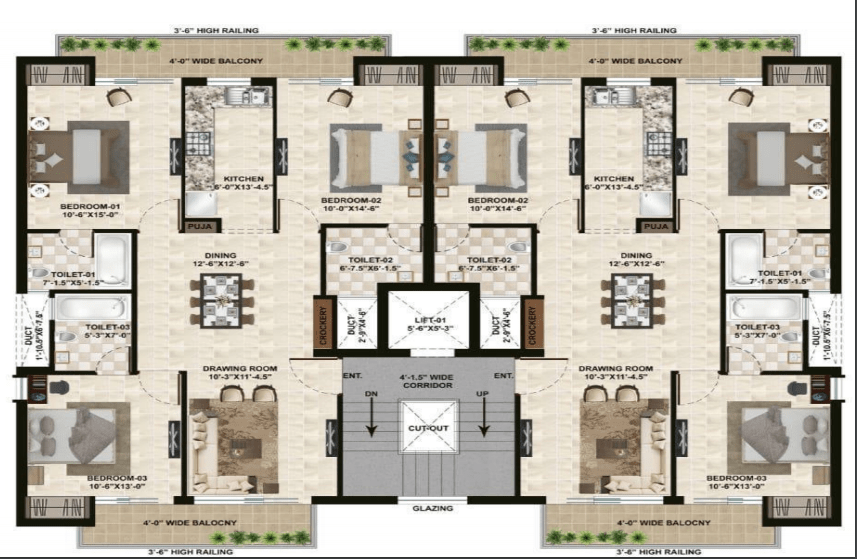 3'-6" HIGH RAILING
3'-6" HIGH RAILING
4'-0" WIDE BALCONY
4'-0" WIDE BALCONY
KITCHEN
6'-0"X13'-4.5"
KITCHEN
6'-0"X13'-4.5"
BEDROOM-01
10'-6"X15'-0"
BEDROOM-02
10'-0"X14'-6"
BEDROOM-02
10'-0"X14'-6"
BEDROOM-01
10'-6"X15'-0"
PUJA
PUJA
TOILET-01
7'-1.5"X5'-1.5"
DINING
12'-6"X12'-6"
TOILET-02
6'-7.5"X6'-1.5"
TOILET-02
6'-7.5"X6'-1.5"
DINING
12'-6"X12'-6"
TOILET-01
7'-1.5"X5'-1.5"
DUCT
1'-10.5"X6'-7.5"
TOILET-03
5'-3"X7'-0"
CROCKERY
DUCT
2'-9"X4'-6"
LIFT-01
5'-6"X5'-3"
DUCT
2'-9"X4'-6"
CROCKERY
TOILET-03
5'-3"X7'-0"
DUCT
1'-10.5"X6'-7.5"
DRAWING ROOM
10'-3"X11'-4.5"
ENT.
4'-1.5" WIDE
CORRIDOR
ENT.
DRAWING ROOM
10'-3"X11'-4.5"
DN
UP
CUT-OUT
BEDROOM-03
10'-6"X13'-0"
BEDROOM-03
10'-6"X13'-0"
GLAZING
4'-0" WIDE BALOCNY
4'-0" WIDE BALOCNY
3'-6" HIGH RAILING
3'-6" HIGH RAILING